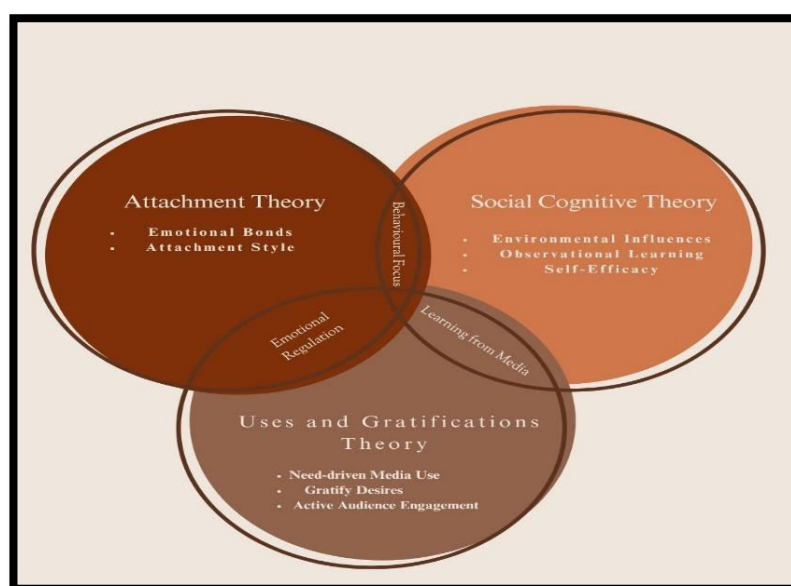 Attachment Theory
• Emotional Bonds
• Attachment Style
Behavioural Focus
Social Cognitive Theory
• Environmental Influences
• Observational Learning
• Self-Efficacy
Emotional
Regulation
Learning from Media
Uses and Gratifications
Theory
• Need-driven Media Use
• Gratify Desires
• Active Audience Engagement